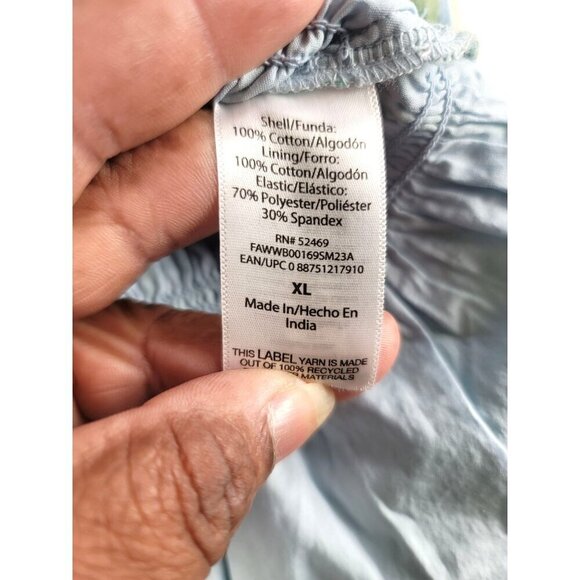 Shell/Funda:
100% Cotton/Algodón
Lining/Forro:
100% Cotton/Algodón
Elastic/Elástico:
70% Polyester/Poliéster
30% Spandex
RN# 52469
FAWWB00169SM23A
EAN/UPC 0 88751217910
XL
Made In/Hecho En
India
THIS LABEL YARN IS MADE
OUT OF 100% RECYCLED
MATERIALS